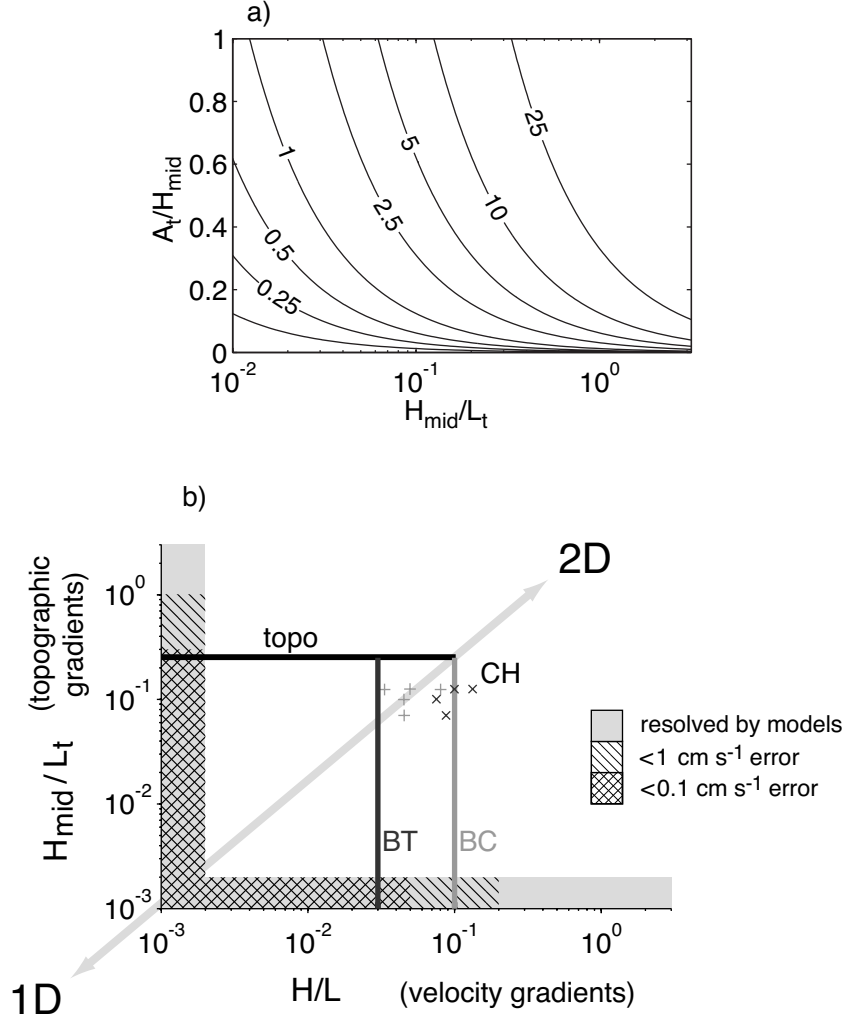 a)
1
0.8
0.6
0.4
0.2
0
A_t/H_mid
1
0.5
0.25
2.5
5
10
25
10^-2
10^-1
10^0
H_mid/L_t
b)
2D
10^0
10^-1
10^-2
10^-3
H_mid / L_t
(topographic
gradients)
topo
CH
BT
BC
resolved by models
<1 cm s^-1 error
<0.1 cm s^-1 error
10^-3
10^-2
10^-1
10^0
1D
H/L
(velocity gradients)